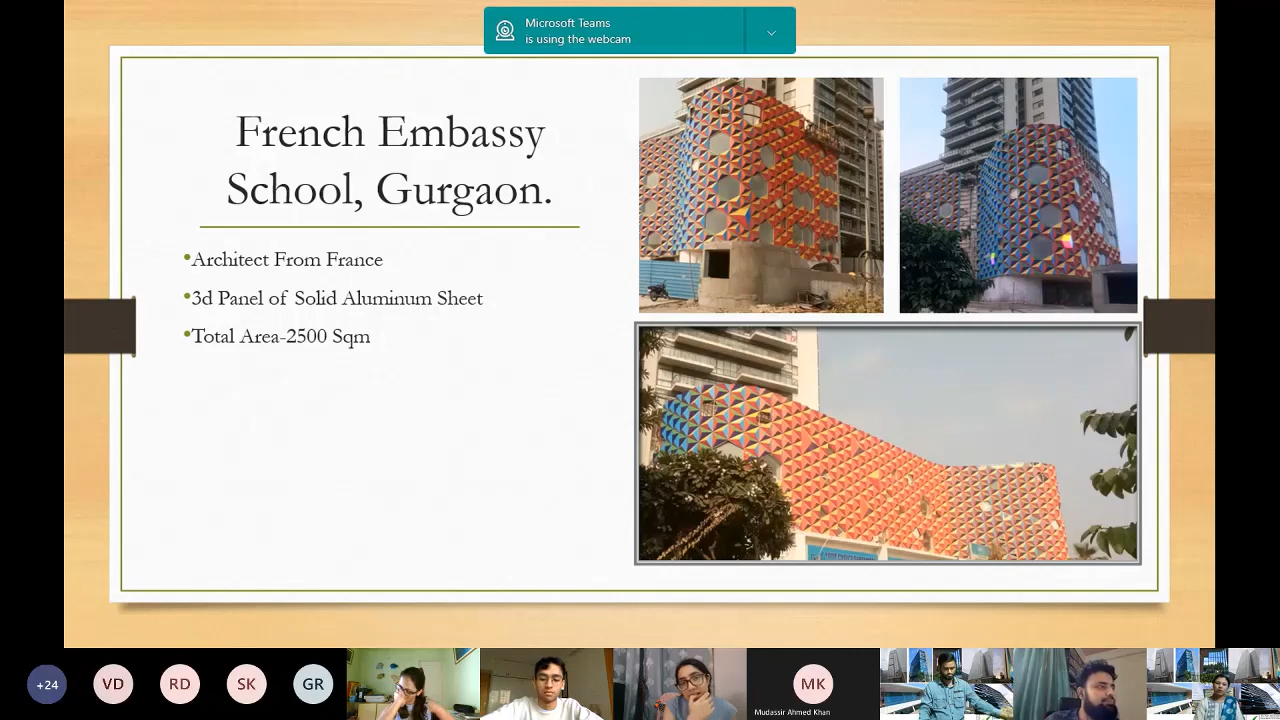 Microsoft Teams
is using the webcam
French Embassy
School, Gurgaon.
•Architect From France
•3d Panel of Solid Aluminum Sheet
•Total Area-2500 Sqm
+24
VD
RD
SK
GR
MK
Mudassir Ahmed Khan